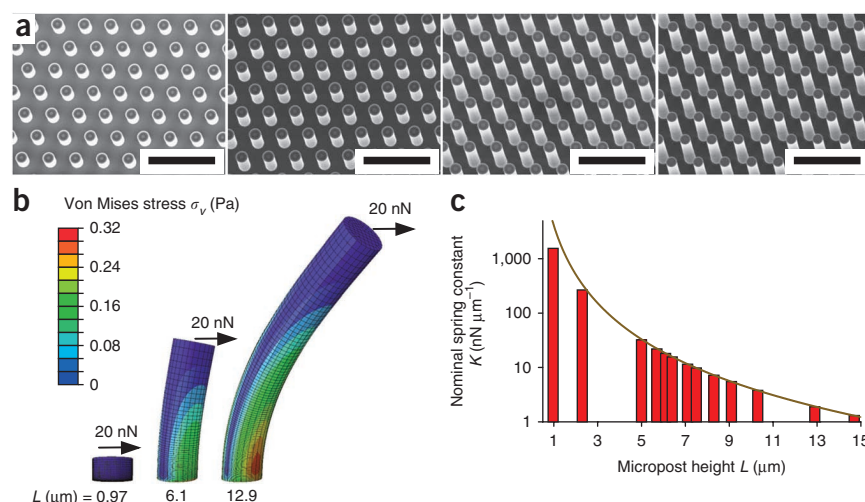 a
b
Von Mises stress σv (Pa)
0.32
0.24
0.16
0.08
0
20 nN
20 nN
20 nN
L (μm) = 0.97
6.1
12.9
c
Nominal spring constant
K (nN μm−1)
1,000
100
10
1
1 3 5 7 9 11 13 15
Micropost height L (μm)